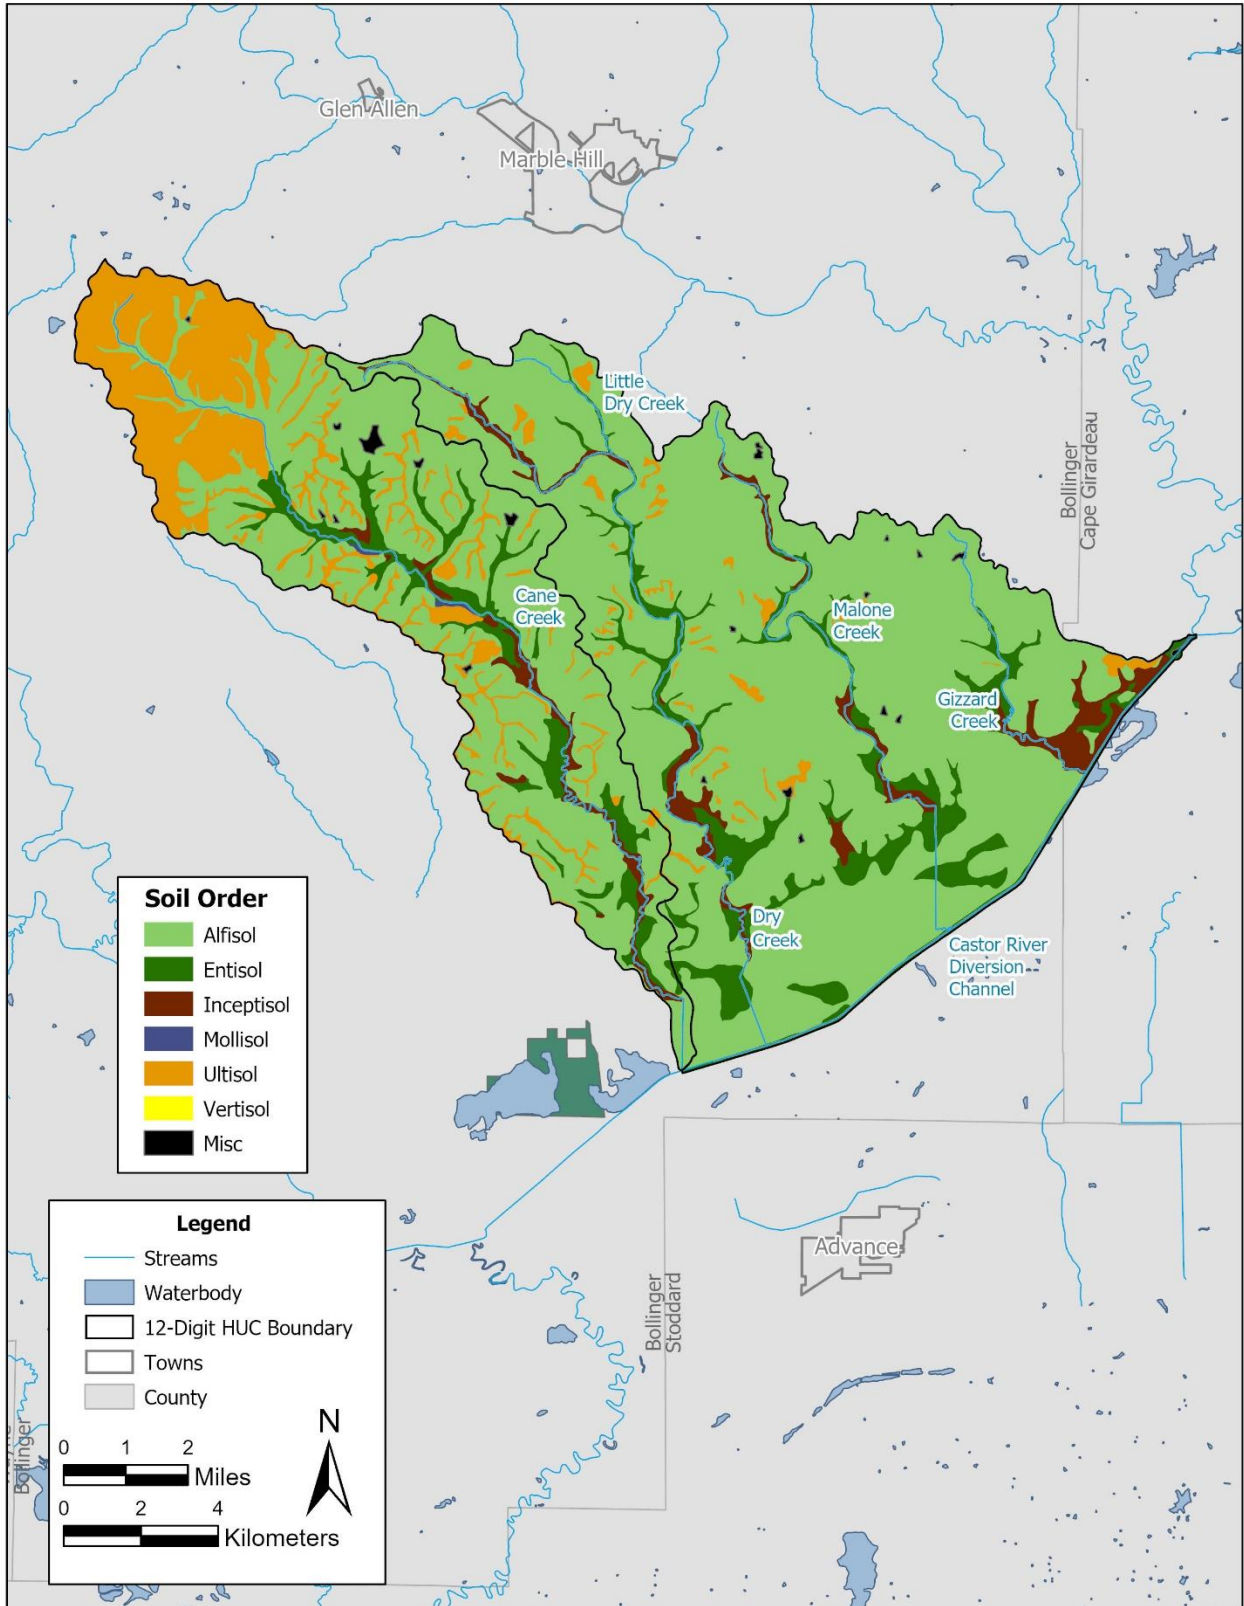 Glen Allen
Marble Hill
Little
Dry Creek
Bollinger
Cape Girardeau
Cane
Creek
Malone
Creek
Gizzard
Creek
Dry
Creek
Castor River
Diversion
Channel
Soil Order
Alfisol
Entisol
Inceptisol
Mollisol
Ultisol
Vertisol
Misc
Advance
Bollinger
Stoddard
Legend
Streams
Waterbody
12-Digit HUC Boundary
Towns
County
N
0 1 2
Miles
0 2 4
Kilometers
Bollinger